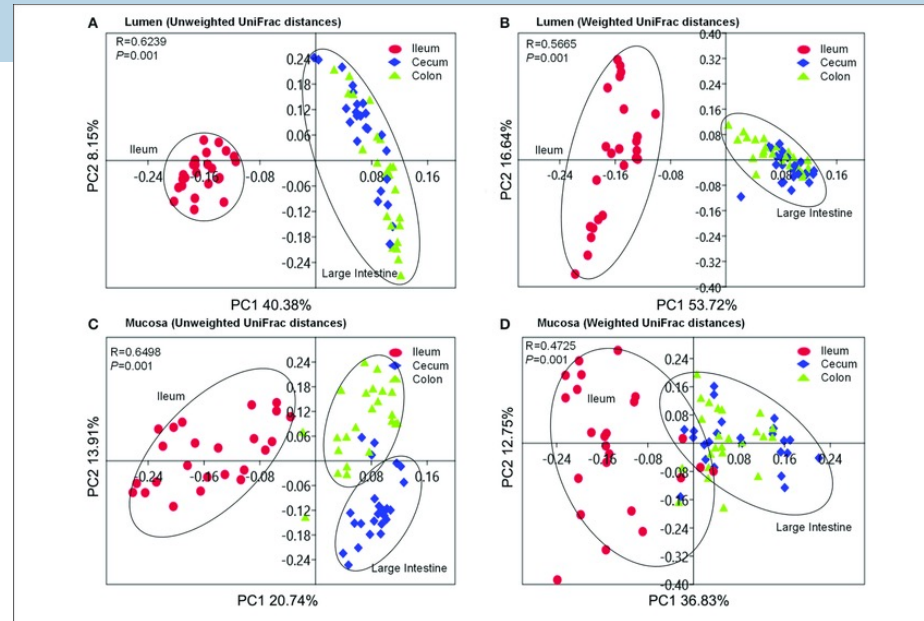 A Lumen (Unweighted UniFrac distances)
R=0.6239
P=0.001
Ileum
Cecum
Colon
0.24
0.18
0.12
0.06
Ileum
-0.24
-0.16
-0.08
0.08
0.16
-0.06
-0.12
-0.18
-0.24
Large Intestine
PC2 8.15%
PC1 40.38%
B Lumen (Weighted UniFrac distances)
R=0.5665
P=0.001
0.40
0.32
0.24
0.16
0.08
Ileum
Cecum
Colon
Ileum
-0.24
-0.16
-0.08
0.08
0.16
-0.08
-0.16
-0.24
-0.32
-0.40
Large Intestine
PC2 16.64%
PC1 53.72%
C Mucosa (Unweighted UniFrac distances)
R=0.6498
P=0.001
Ileum
Cecum
Colon
0.24
0.18
0.12
0.06
Ileum
-0.24
-0.16
-0.08
0.08
0.16
-0.06
-0.12
-0.18
-0.24
Large Intestine
PC2 13.91%
PC1 20.74%
D Mucosa (Weighted UniFrac distances)
R=0.4725
P=0.001
Ileum
Cecum
Colon
0.24
0.16
0.08
Ileum
-0.24
-0.16
-0.08
0.08
0.16
0.24
-0.08
-0.16
-0.24
-0.32
-0.40
Large Intestine
PC2 12.75%
PC1 36.83%